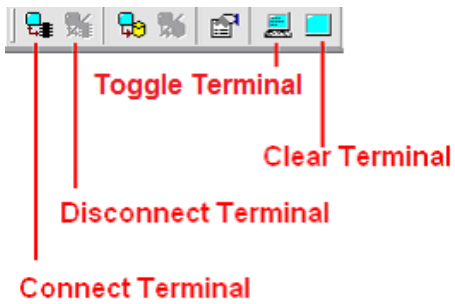 Toggle Terminal
Clear Terminal
Disconnect Terminal
Connect Terminal